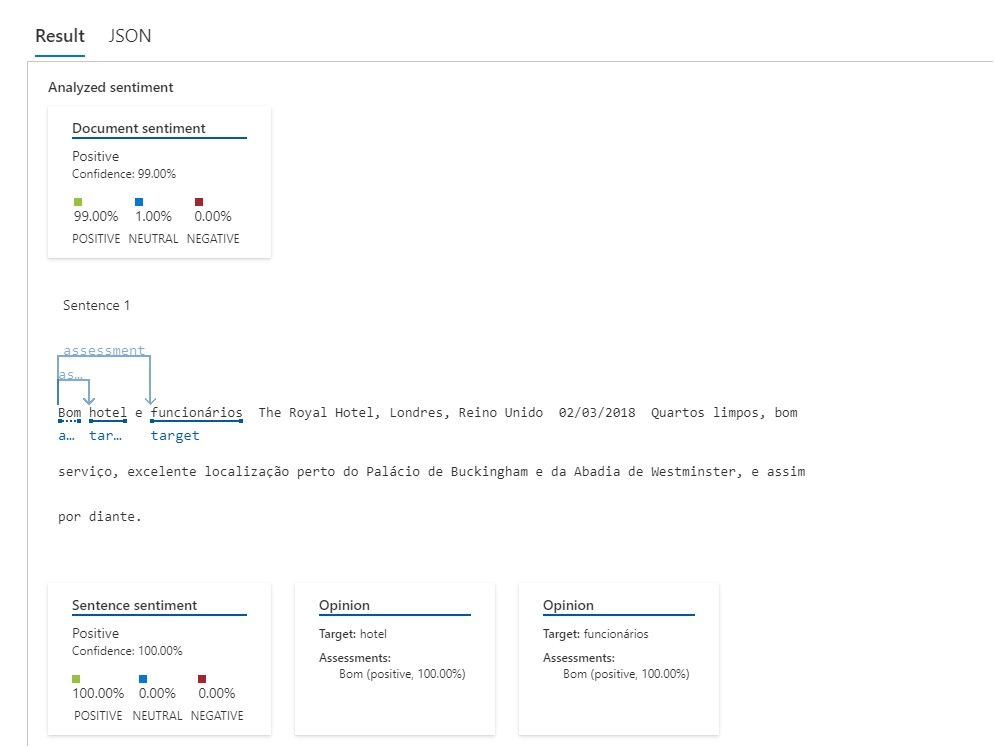 Result JSON
Analyzed sentiment
Document sentiment
Positive
Confidence: 99.00%
99.00% 1.00% 0.00%
POSITIVE NEUTRAL NEGATIVE
Sentence 1
assessment
as…
Bom hotel e funcionários The Royal Hotel, Londres, Reino Unido 02/03/2018 Quartos limpos, bom
a… tar… target
serviço, excelente localização perto do Palácio de Buckingham e da Abadia de Westminster, e assim
por diante.
Sentence sentiment
Positive
Confidence: 100.00%
100.00% 0.00% 0.00%
POSITIVE NEUTRAL NEGATIVE
Opinion
Target: hotel
Assessments:
Bom (positive, 100.00%)
Opinion
Target: funcionários
Assessments:
Bom (positive, 100.00%)